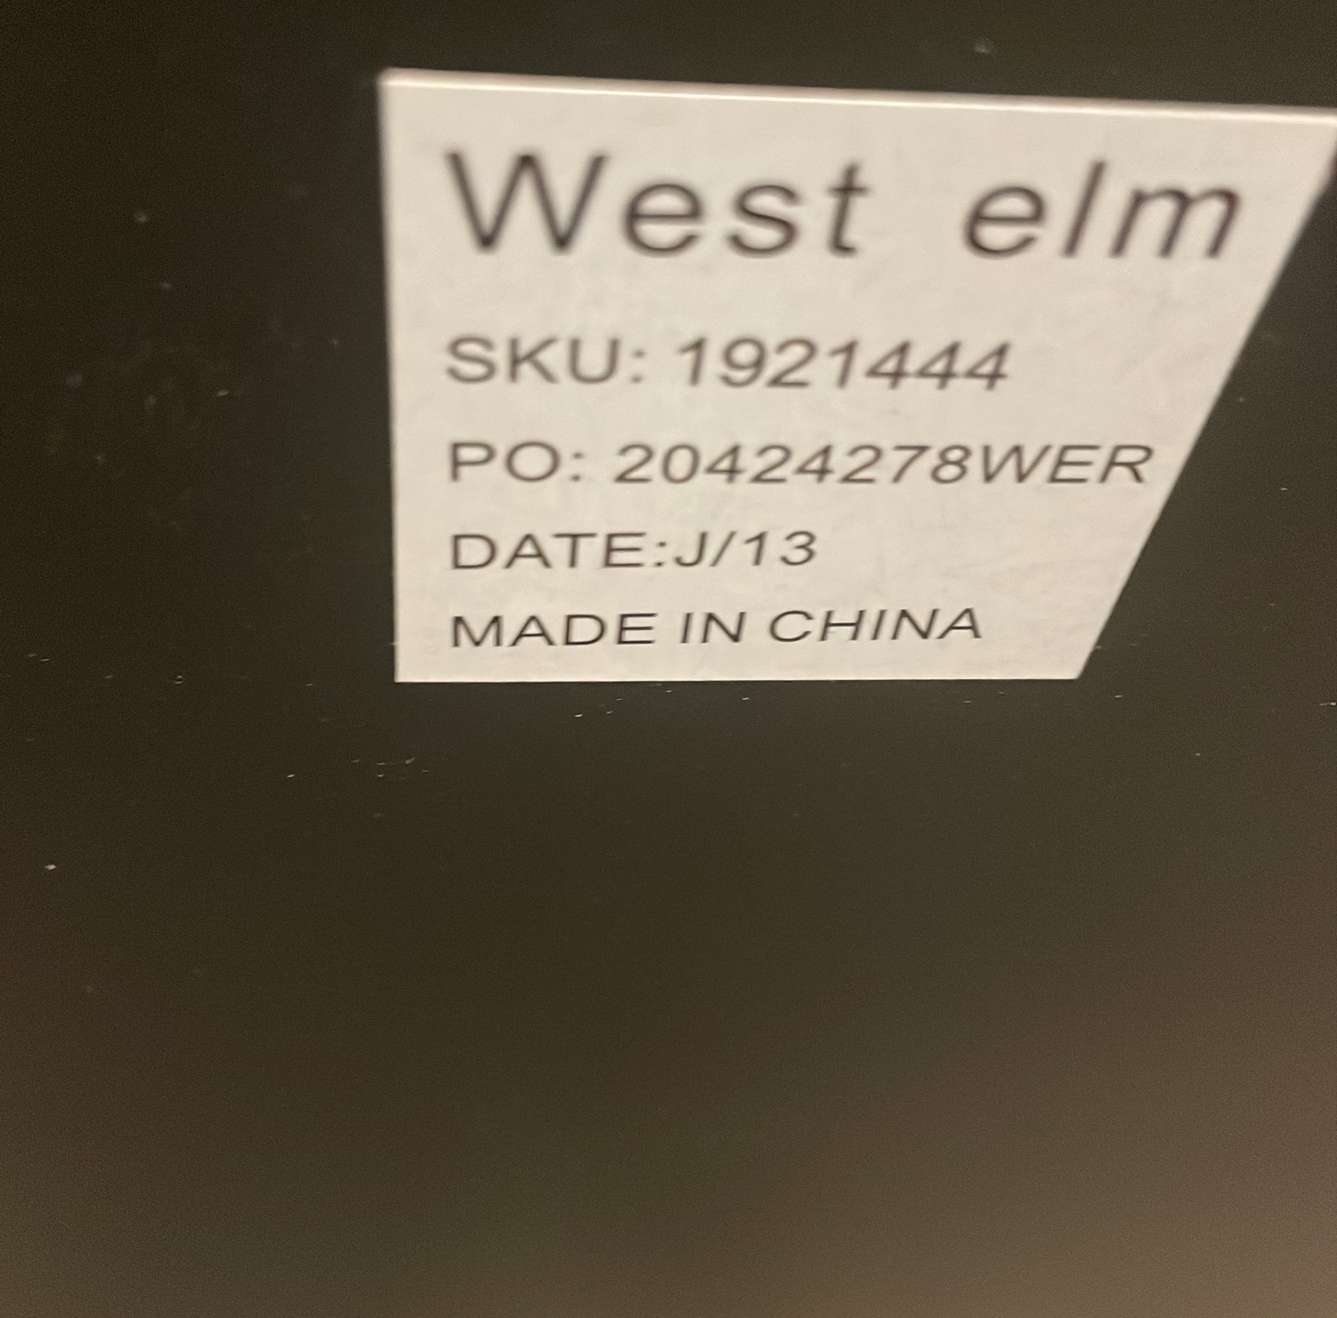 West elm
SKU: 1921444
PO: 20424278WER
DATE:J/13
MADE IN CHINA